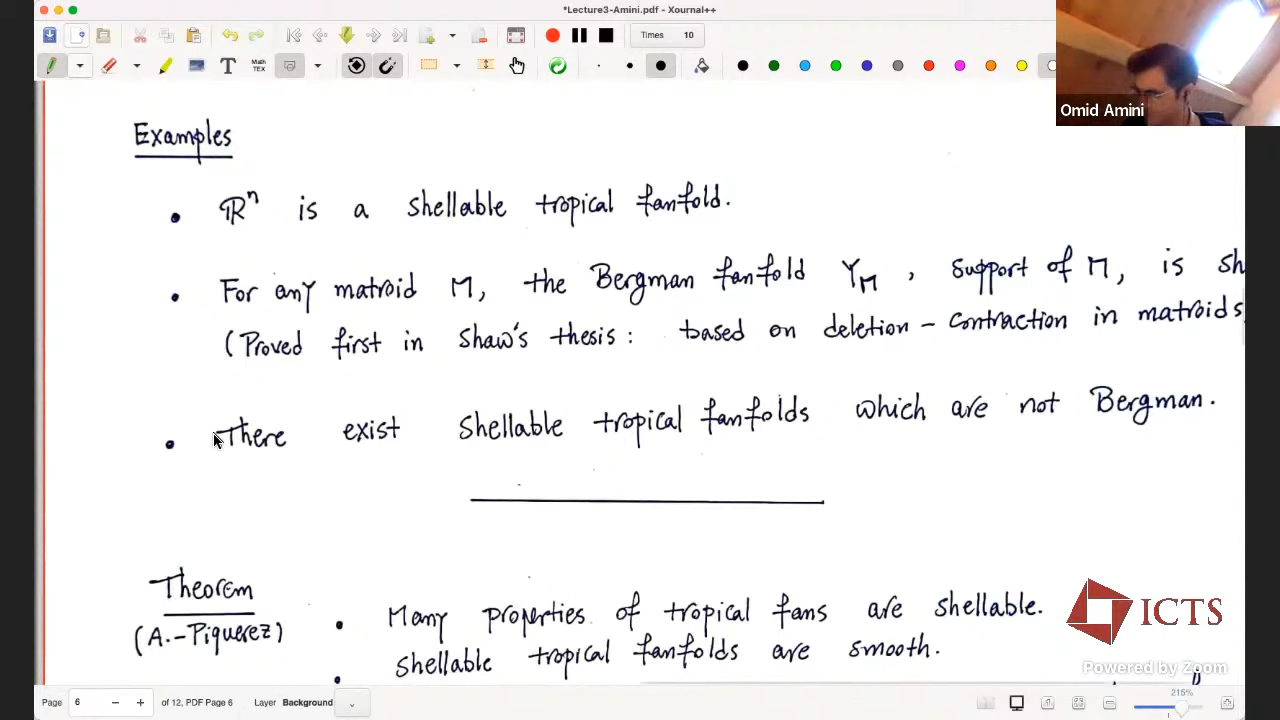 *Lecture3-Amini.pdf - Xournal++
Times 10
Omid Amini
Examples
• ℝⁿ is a shellable tropical fanfold.
• For any matroid M, the Bergman fanfold Y_M, support of M, is sh
(Proved first in Shaw's thesis: based on deletion - contraction in matroids
• There exist shellable tropical fanfolds which are not Bergman.
Theorem
(A.-Piquerez)
• Many properties of tropical fans are shellable.
• Shellable tropical fanfolds are smooth.
ICTS
Powered by Zoom
Page 6 of 12, PDF Page 6 Layer Background 215%